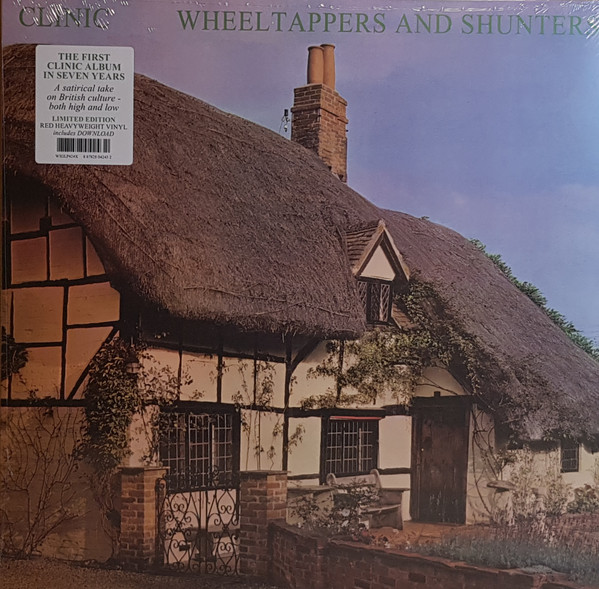 CLINIC WHEELTAPPERS AND SHUNTERS
THE FIRST
CLINIC ALBUM
IN SEVEN YEARS
A satirical take
on British culture -
both high and low
LIMITED EDITION
RED HEAVYWEIGHT VINYL
includes DOWNLOAD